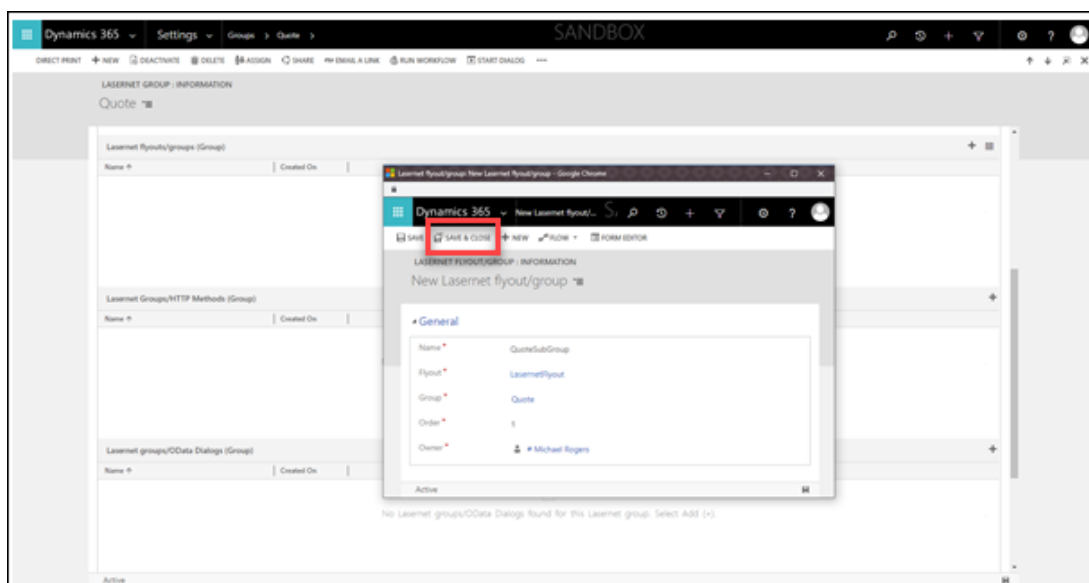 Dynamics 365 Settings Groups > Quote > SANDBOX
DIRECT PRINT + NEW DEACTIVATE DELETE ASSIGN SHARE EMAIL A LINK RUN WORKFLOW START DIALOG ...
LASERNET GROUP : INFORMATION
Quote
Lasernet flyouts/groups (Group)
Name ↑ Created On
Lasernet Groups/HTTP Methods (Group)
Name ↑ Created On
Lasernet groups/OData Dialogs (Group)
Name ↑ Created On
No Lasernet groups/OData Dialogs found for this Lasernet group. Select Add (+).
Active
Lasernet flyout/group: New Lasernet flyout/group - Google Chrome
Dynamics 365 New Lasernet flyout/...
SAVE SAVE & CLOSE + NEW FLOW FORM EDITOR
LASERNET FLYOUT/GROUP : INFORMATION
New Lasernet flyout/group
General
Name * QuoteSubGroup
Flyout * LasernetFlyout
Group * Quote
Order * 1
Owner * # Michael Rogers
Active